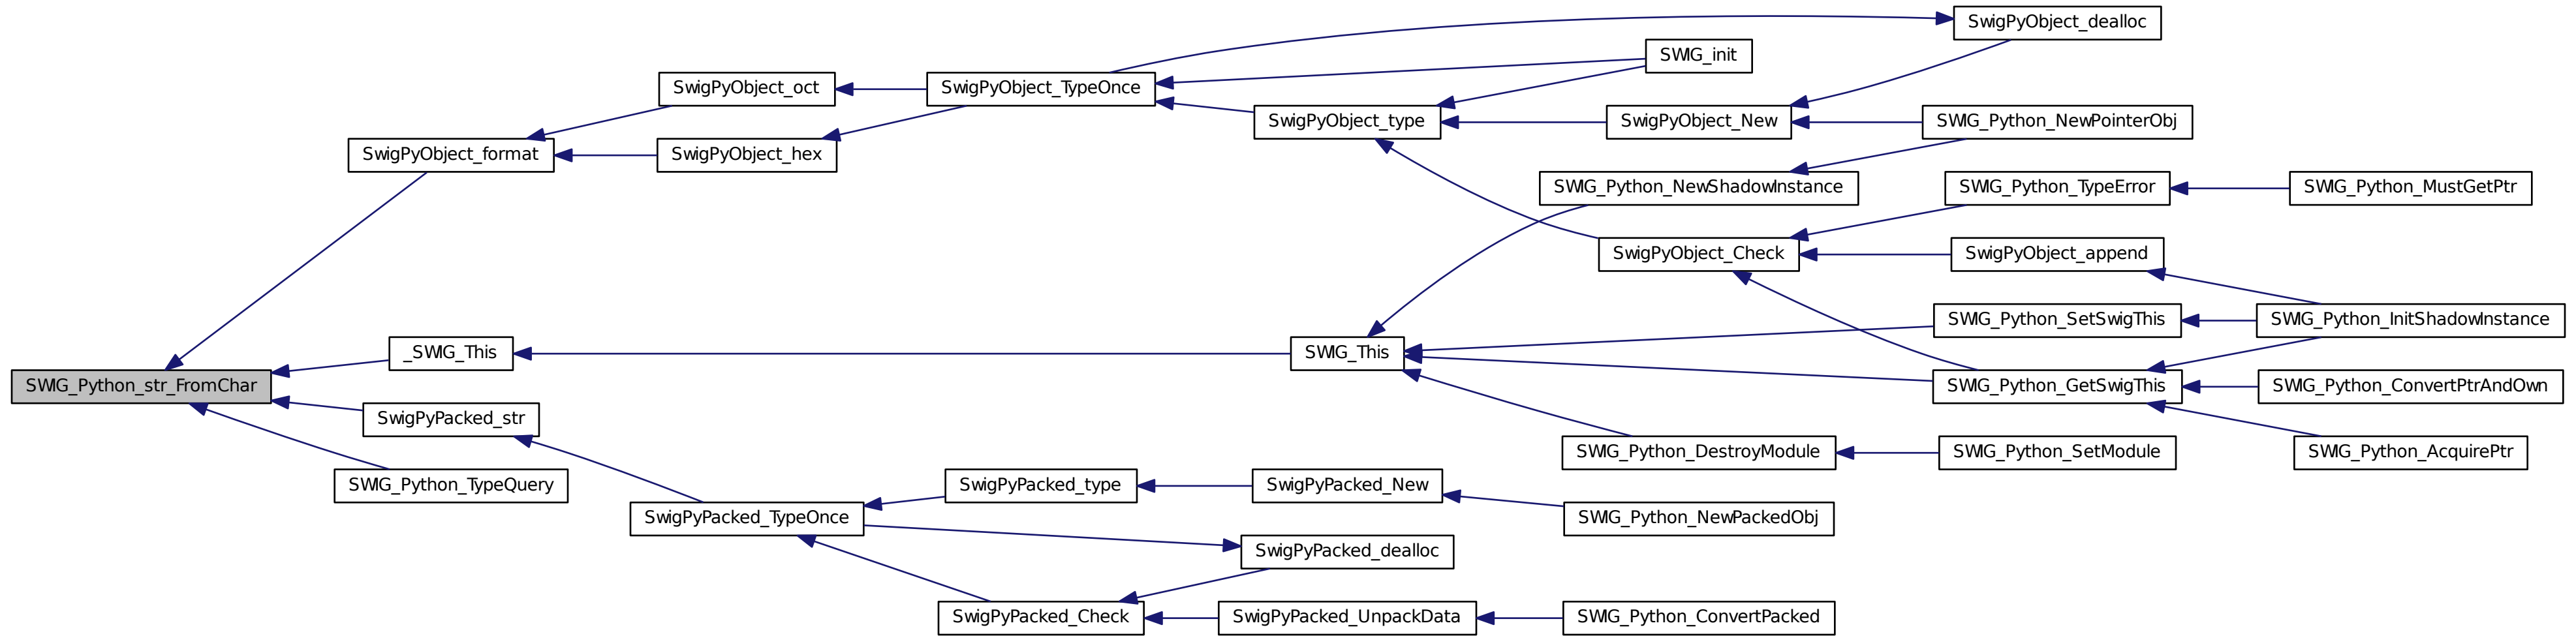 SwigPyObject_dealloc
SWIG_init
SwigPyObject_oct
SwigPyObject_TypeOnce
SwigPyObject_type
SwigPyObject_New
SWIG_Python_NewPointerObj
SwigPyObject_format
SwigPyObject_hex
SWIG_Python_NewShadowInstance
SWIG_Python_TypeError
SWIG_Python_MustGetPtr
SwigPyObject_Check
SwigPyObject_append
SWIG_Python_SetSwigThis
SWIG_Python_InitShadowInstance
_SWIG_This
SWIG_This
SWIG_Python_str_FromChar
SWIG_Python_GetSwigThis
SWIG_Python_ConvertPtrAndOwn
SwigPyPacked_str
SWIG_Python_DestroyModule
SWIG_Python_SetModule
SWIG_Python_AcquirePtr
SWIG_Python_TypeQuery
SwigPyPacked_type
SwigPyPacked_New
SwigPyPacked_TypeOnce
SWIG_Python_NewPackedObj
SwigPyPacked_dealloc
SwigPyPacked_Check
SwigPyPacked_UnpackData
SWIG_Python_ConvertPacked